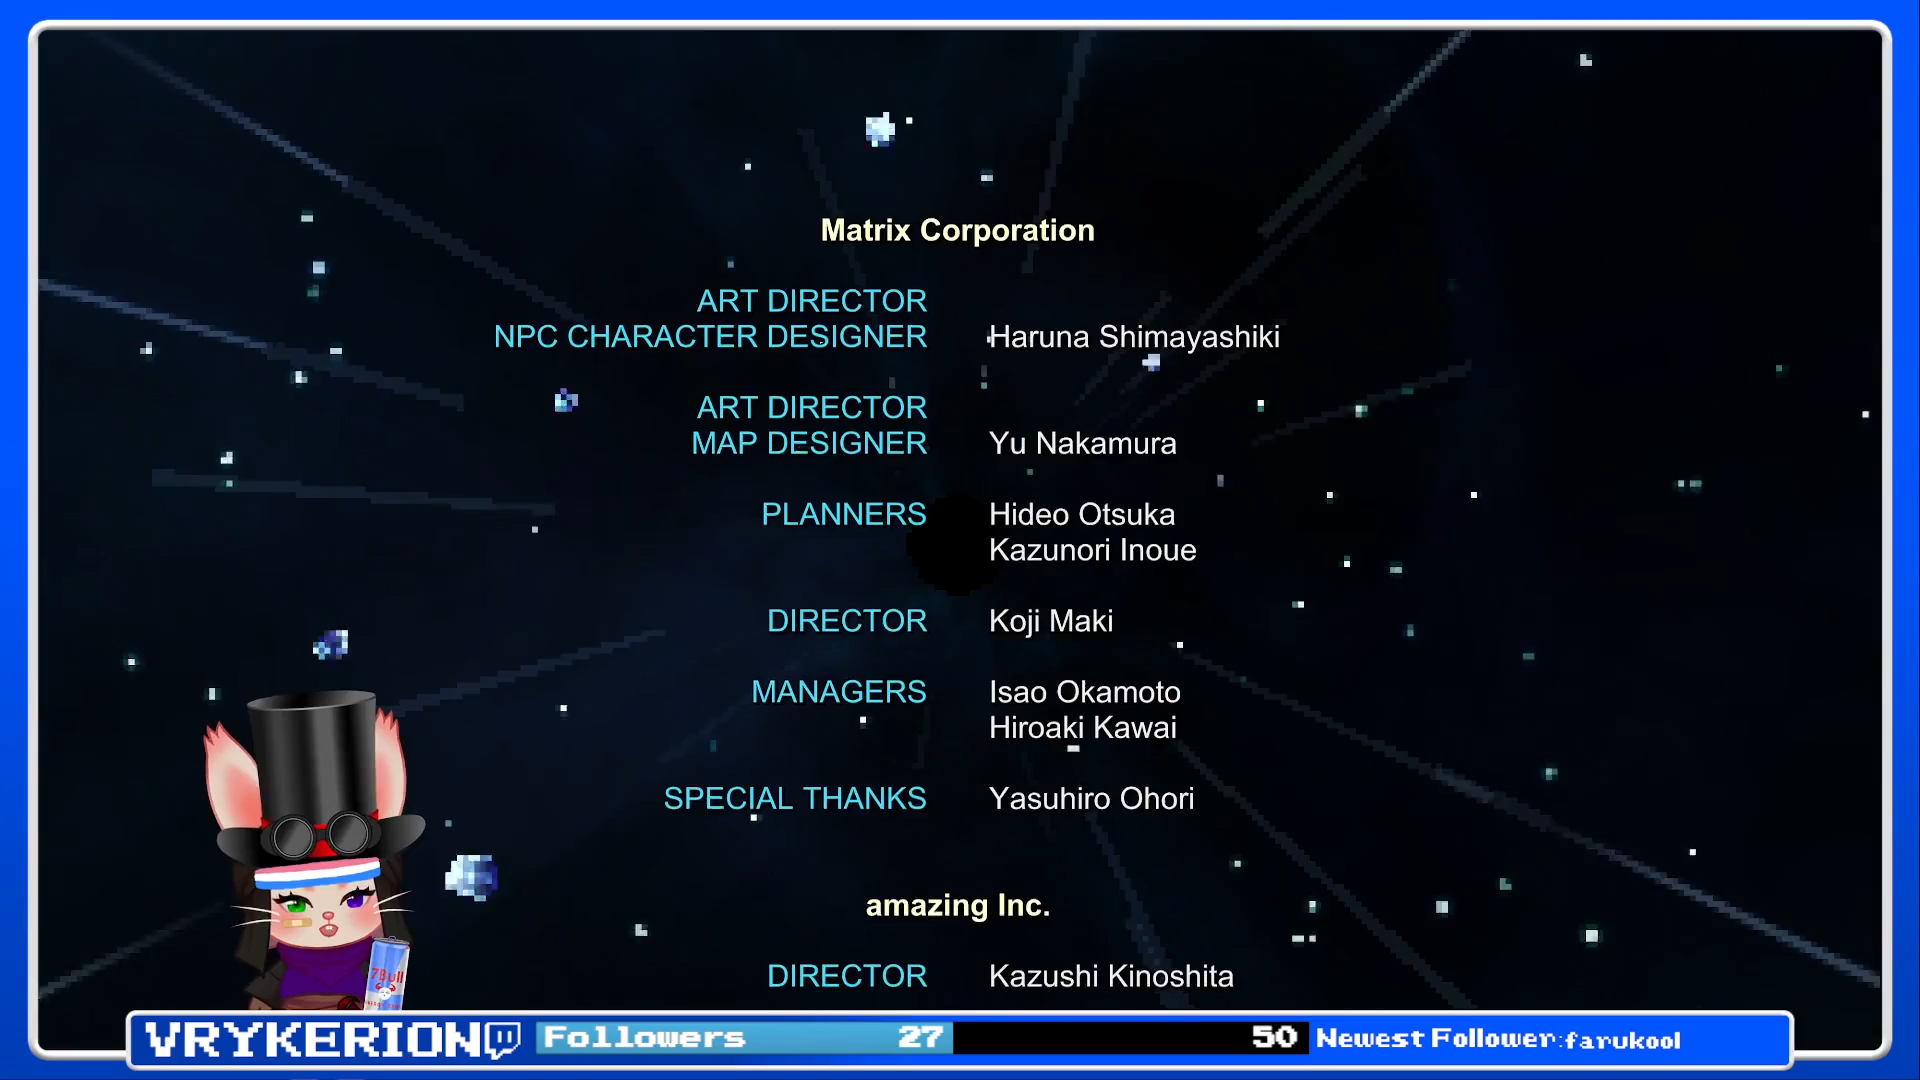 Matrix Corporation
ART DIRECTOR
NPC CHARACTER DESIGNER Haruna Shimayashiki
ART DIRECTOR
MAP DESIGNER Yu Nakamura
PLANNERS Hideo Otsuka
Kazunori Inoue
DIRECTOR Koji Maki
MANAGERS Isao Okamoto
Hiroaki Kawai
SPECIAL THANKS Yasuhiro Ohori
amazing Inc.
DIRECTOR Kazushi Kinoshita
7Bull
VRYKERION Followers 27 50 Newest Follower:farukool